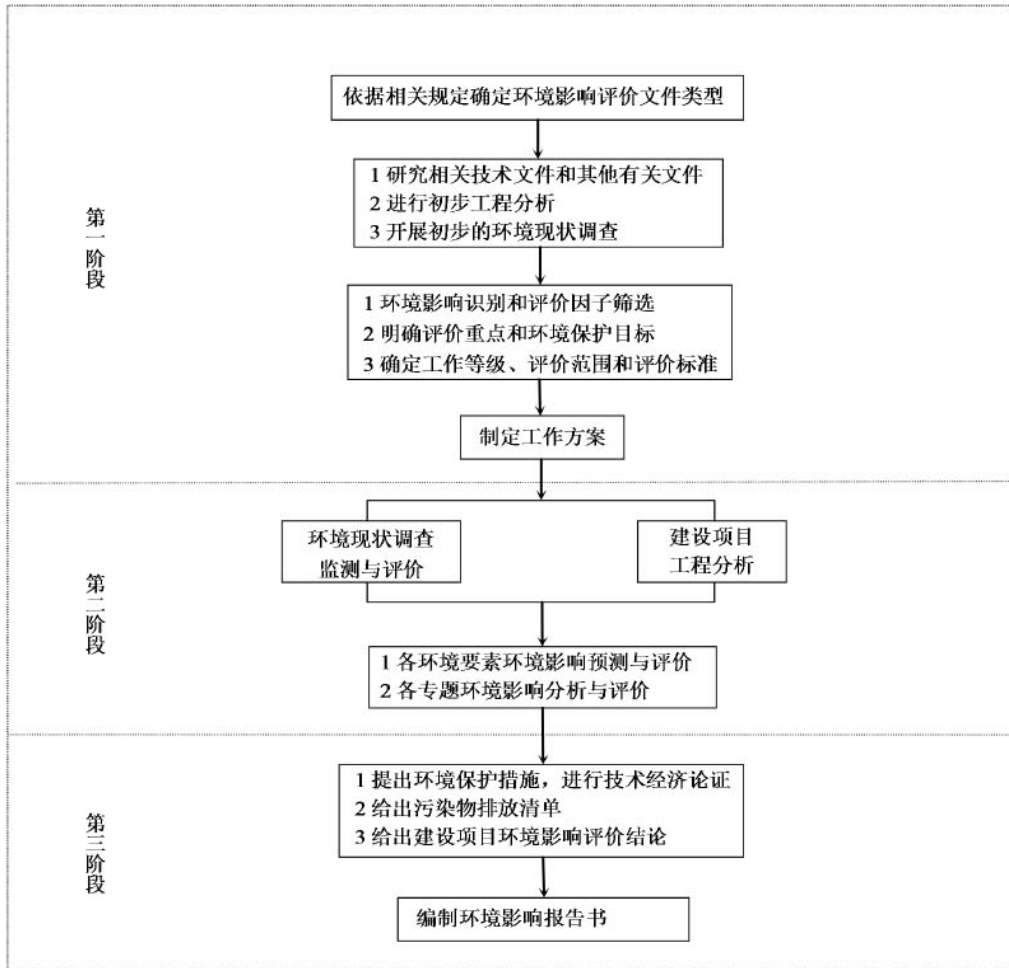 依据相关规定确定环境影响评价文件类型
1 研究相关技术文件和其他有关文件
2 进行初步工程分析
3 开展初步的环境现状调查
第一阶段
1 环境影响识别和评价因子筛选
2 明确评价重点和环境保护目标
3 确定工作等级、评价范围和评价标准
制定工作方案
环境现状调查
监测与评价
建设项目
工程分析
第二阶段
1 各环境要素环境影响预测与评价
2 各专题环境影响分析与评价
1 提出环境保护措施，进行技术经济论证
2 给出污染物排放清单
3 给出建设项目环境影响评价结论
第三阶段
编制环境影响报告书